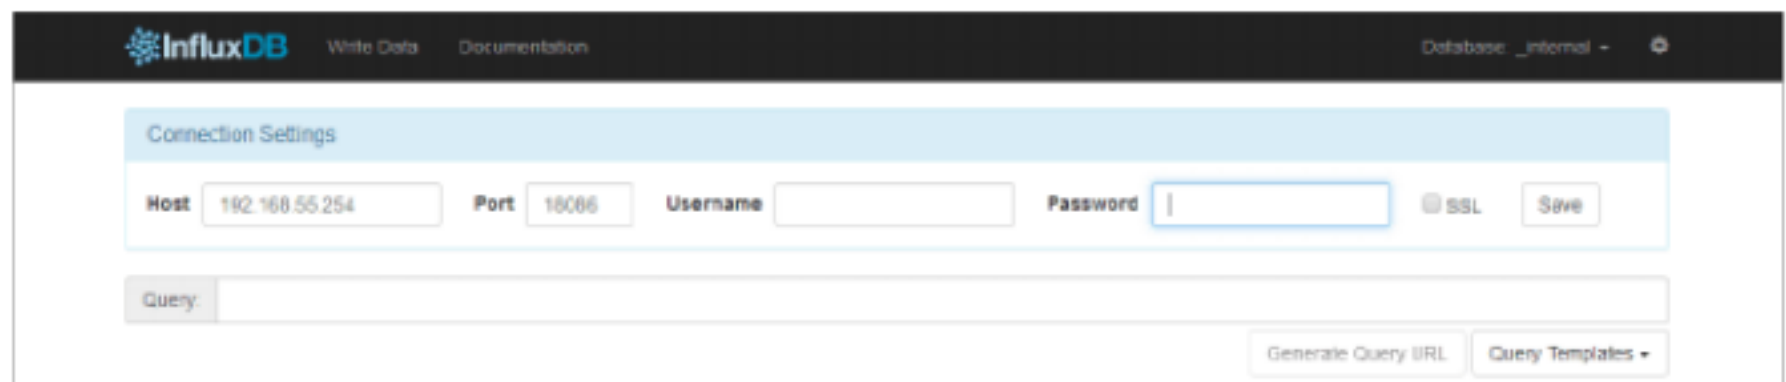 InfluxDB Write Data Documentation Database: _internal
Connection Settings
Host 192.168.55.254 Port 18086 Username Password SSL Save
Query:
Generate Query URL Query Templates